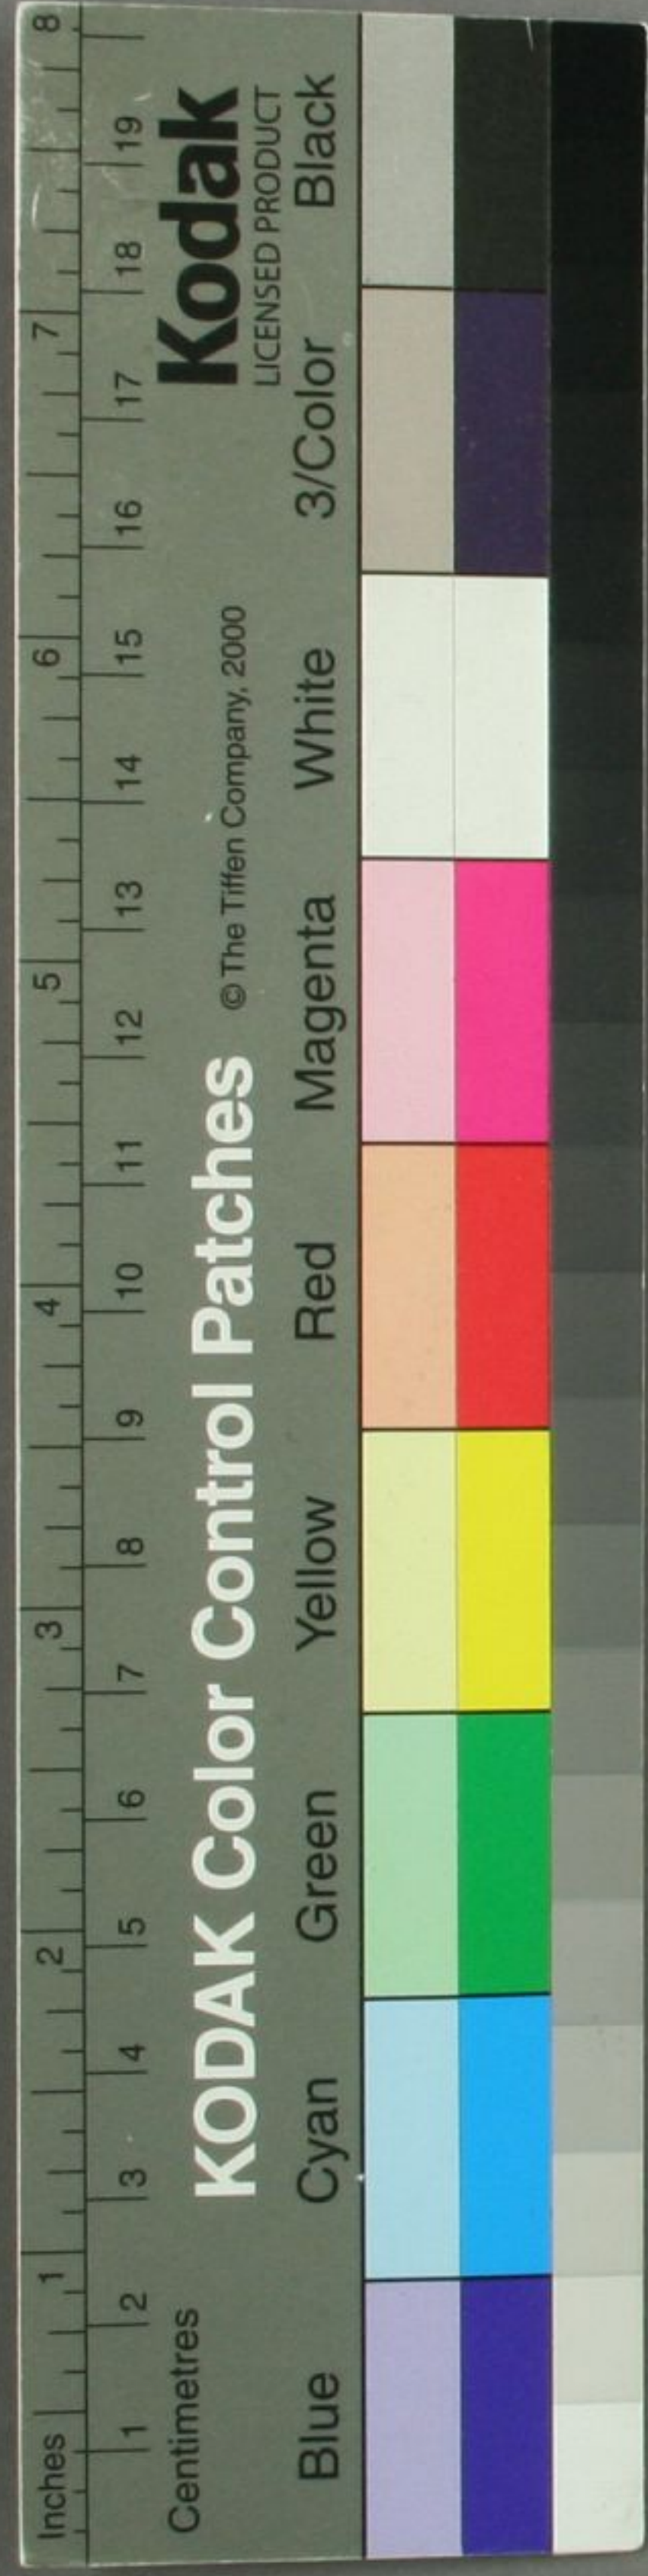 Inches 1 2 3 4 5 6 7 8
1 2 3 4 5 6 7 8 9 10 11 12 13 14 15 16 17 18 19
Centimetres
KODAK Color Control Patches
© The Tiffen Company, 2000
Kodak
LICENSED PRODUCT
Blue Cyan Green Yellow Red Magenta White 3/Color Black